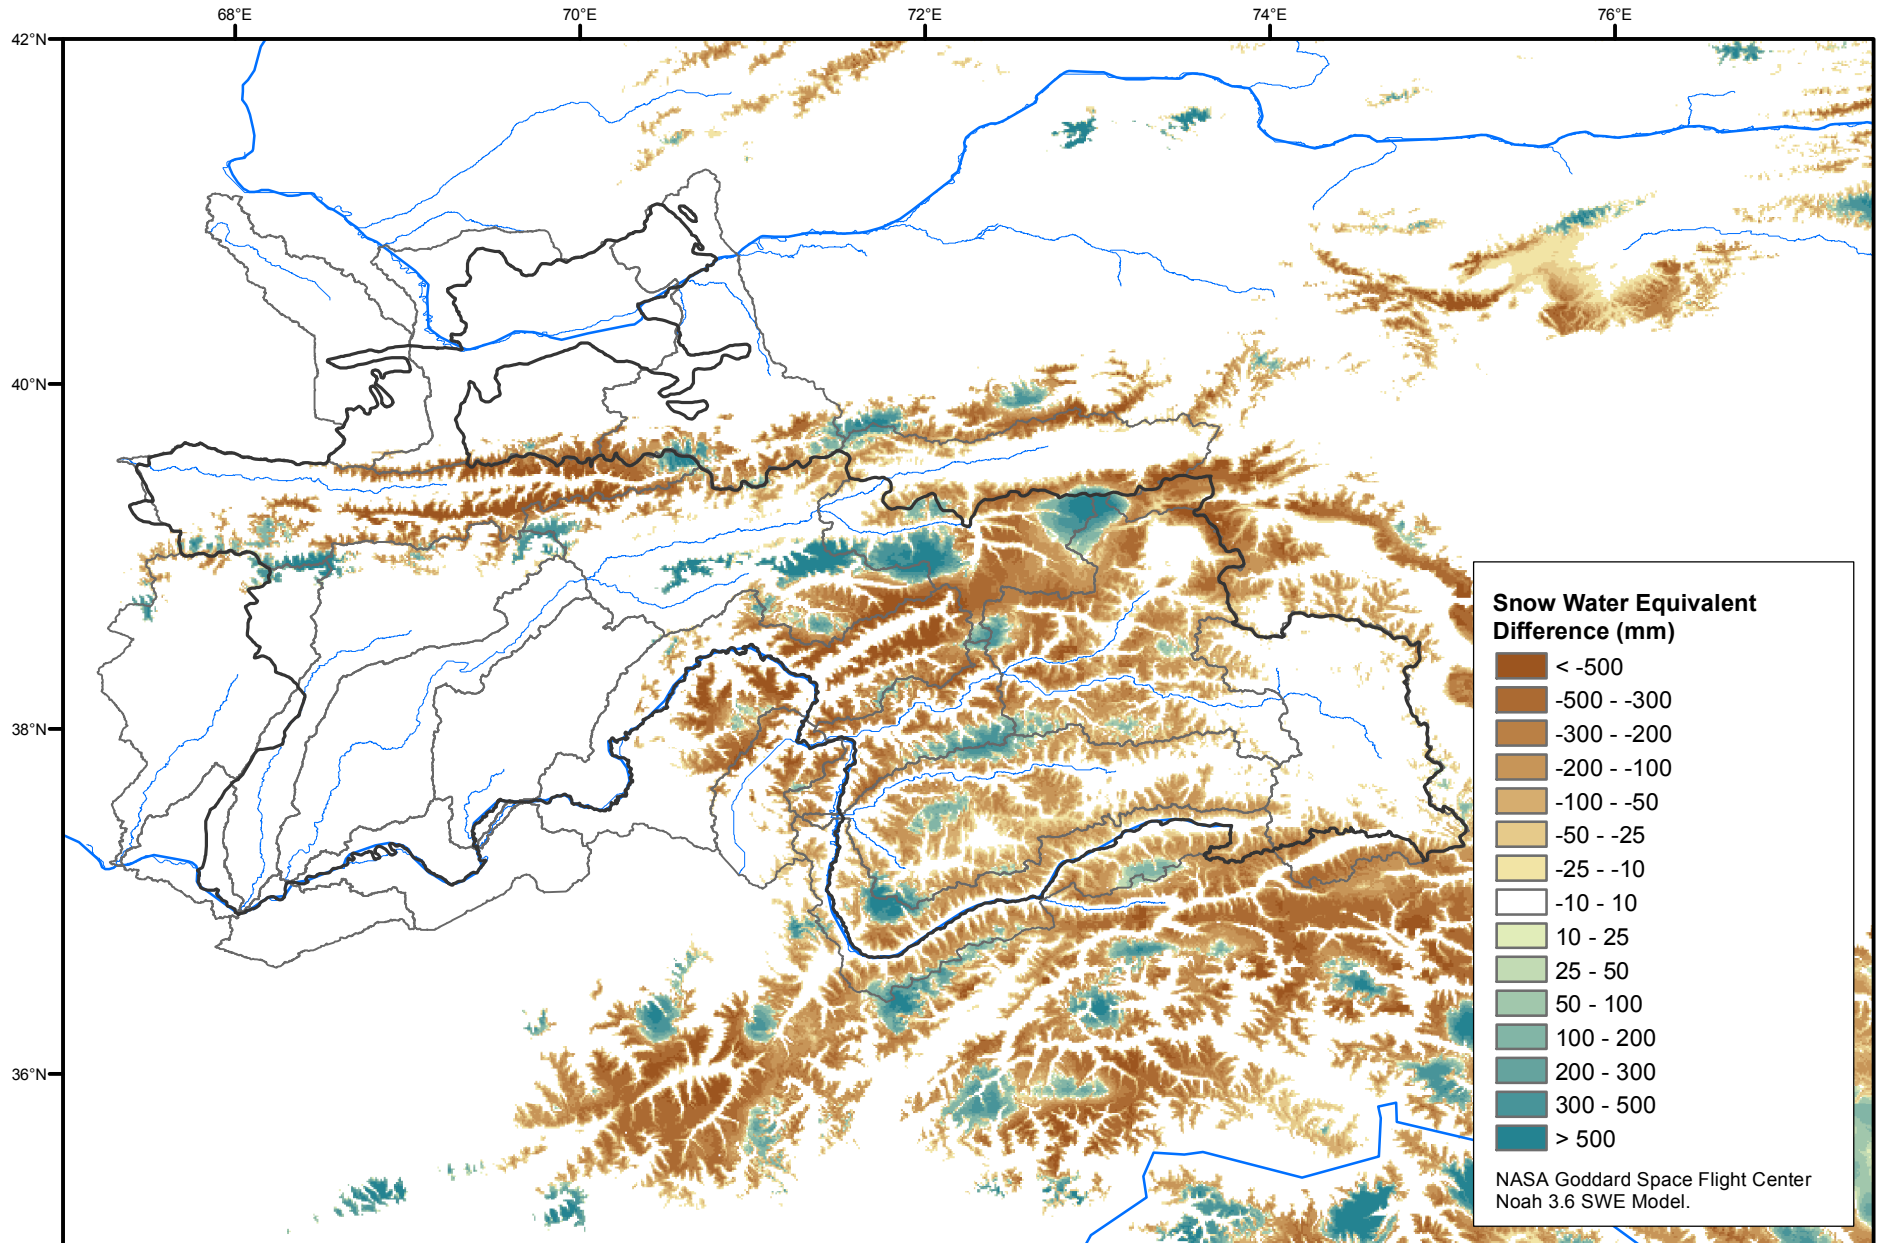 68°E 70°E 72°E 74°E 76°E
42°N
40°N
38°N
36°N
Snow Water Equivalent
Difference (mm)
< -500
-500 - -300
-300 - -200
-200 - -100
-100 - -50
-50 - -25
-25 - -10
-10 - 10
10 - 25
25 - 50
50 - 100
100 - 200
200 - 300
300 - 500
> 500
NASA Goddard Space Flight Center
Noah 3.6 SWE Model.